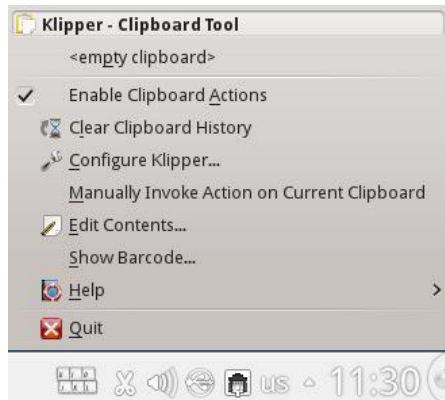 Klipper - Clipboard Tool
<empty clipboard>
Enable Clipboard Actions
Clear Clipboard History
Configure Klipper...
Manually Invoke Action on Current Clipboard
Edit Contents...
Show Barcode...
Help
Quit
us 11:30